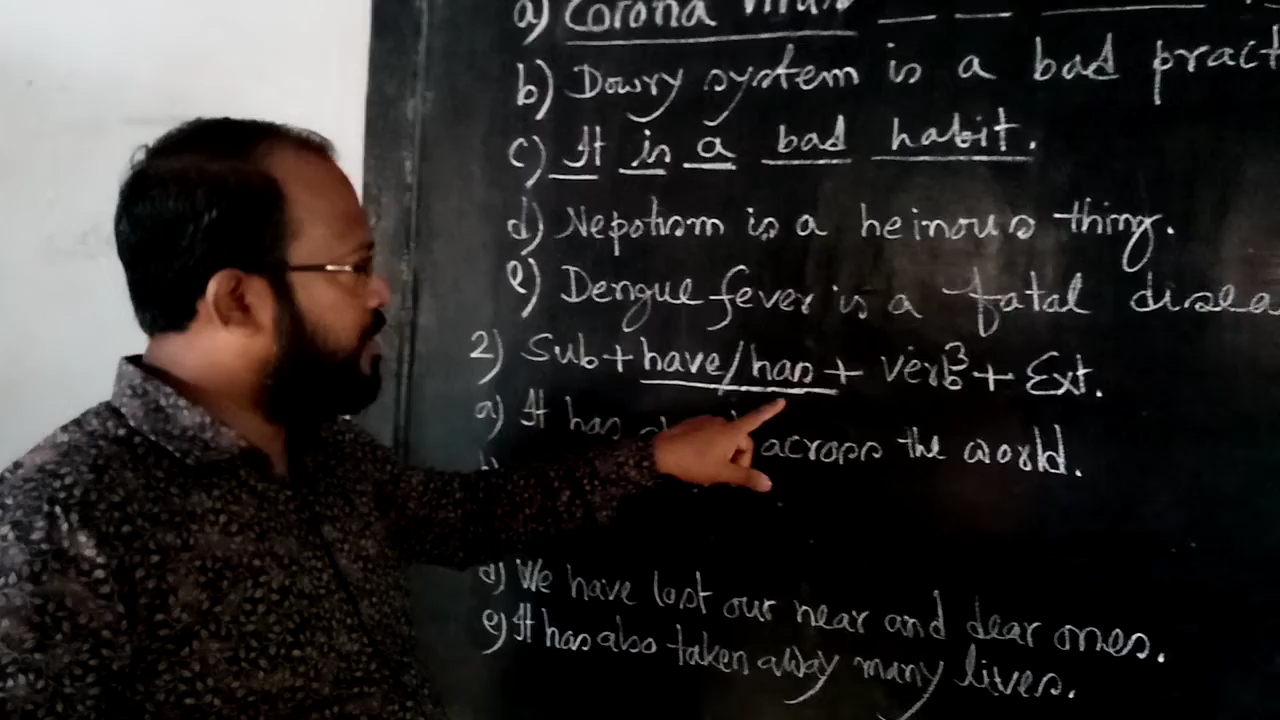 a) Corona Virus
b) Dowry system is a bad pract
c) It is a bad habit.
d) Nepotism is a heinous thing.
e) Dengue fever is a fatal disea
2) Sub + have/has + verb3 + Ext.
a) It has across the world.
d) We have lost our near and dear ones.
e) It has also taken away many lives.